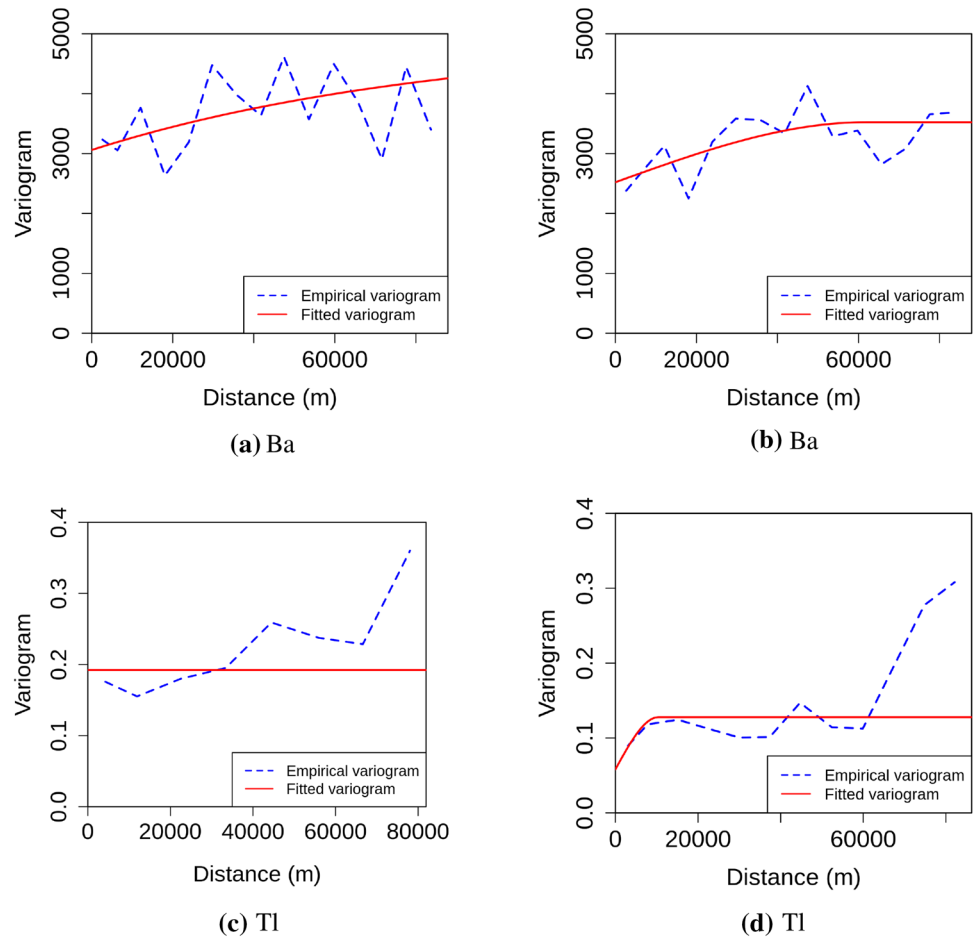 5000
3000
1000
0
Variogram
Empirical variogram
Fitted variogram
0 20000 60000
Distance (m)
(a) Ba
5000
3000
1000
0
Variogram
Empirical variogram
Fitted variogram
0 20000 60000
Distance (m)
(b) Ba
0.4
0.3
0.2
0.1
0.0
Variogram
Empirical variogram
Fitted variogram
0 20000 40000 60000 80000
Distance (m)
(c) Tl
0.4
0.3
0.2
0.1
0.0
Variogram
Empirical variogram
Fitted variogram
0 20000 60000
Distance (m)
(d) Tl